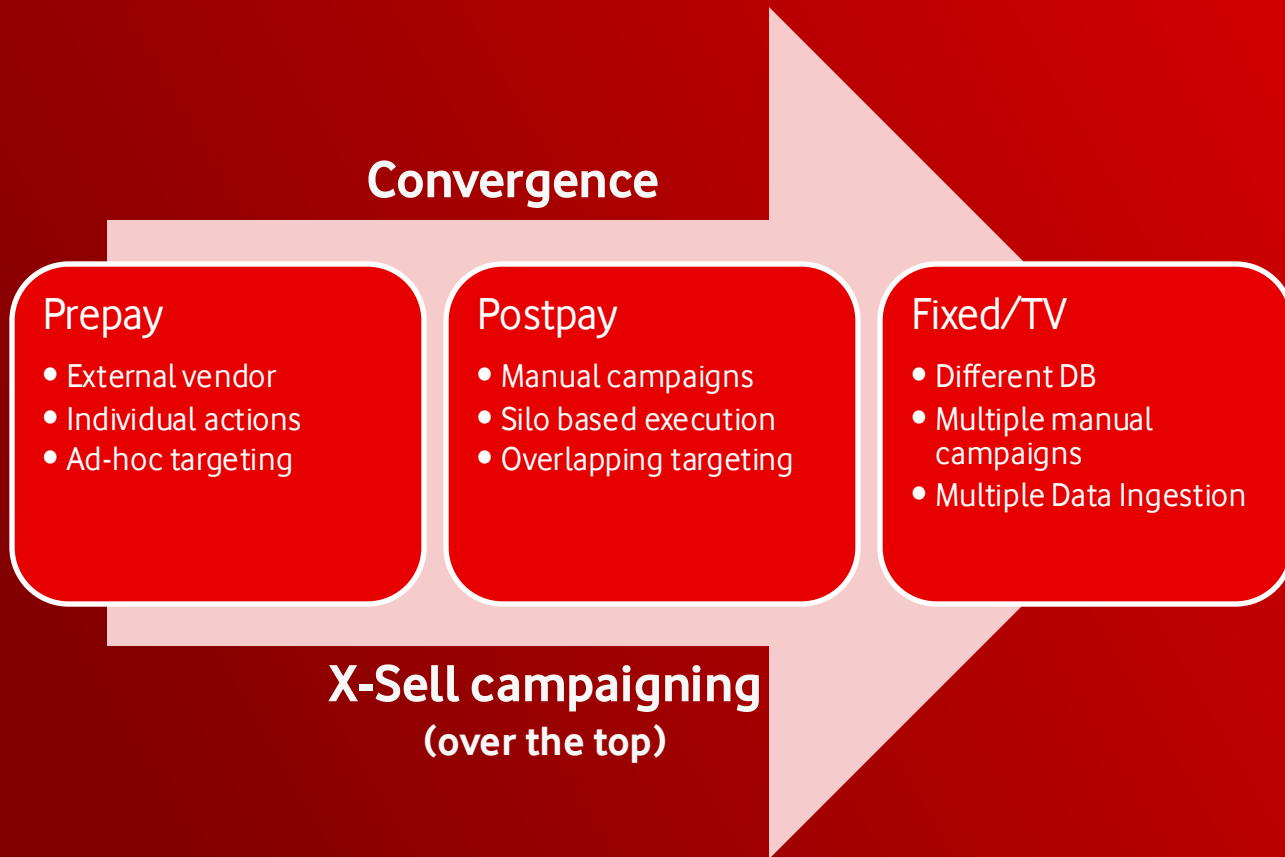 Convergence
Prepay
• External vendor
• Individual actions
• Ad-hoc targeting
Postpay
• Manual campaigns
• Silo based execution
• Overlapping targeting
Fixed/TV
• Different DB
• Multiple manual
campaigns
• Multiple Data Ingestion
X-Sell campaigning
(over the top)